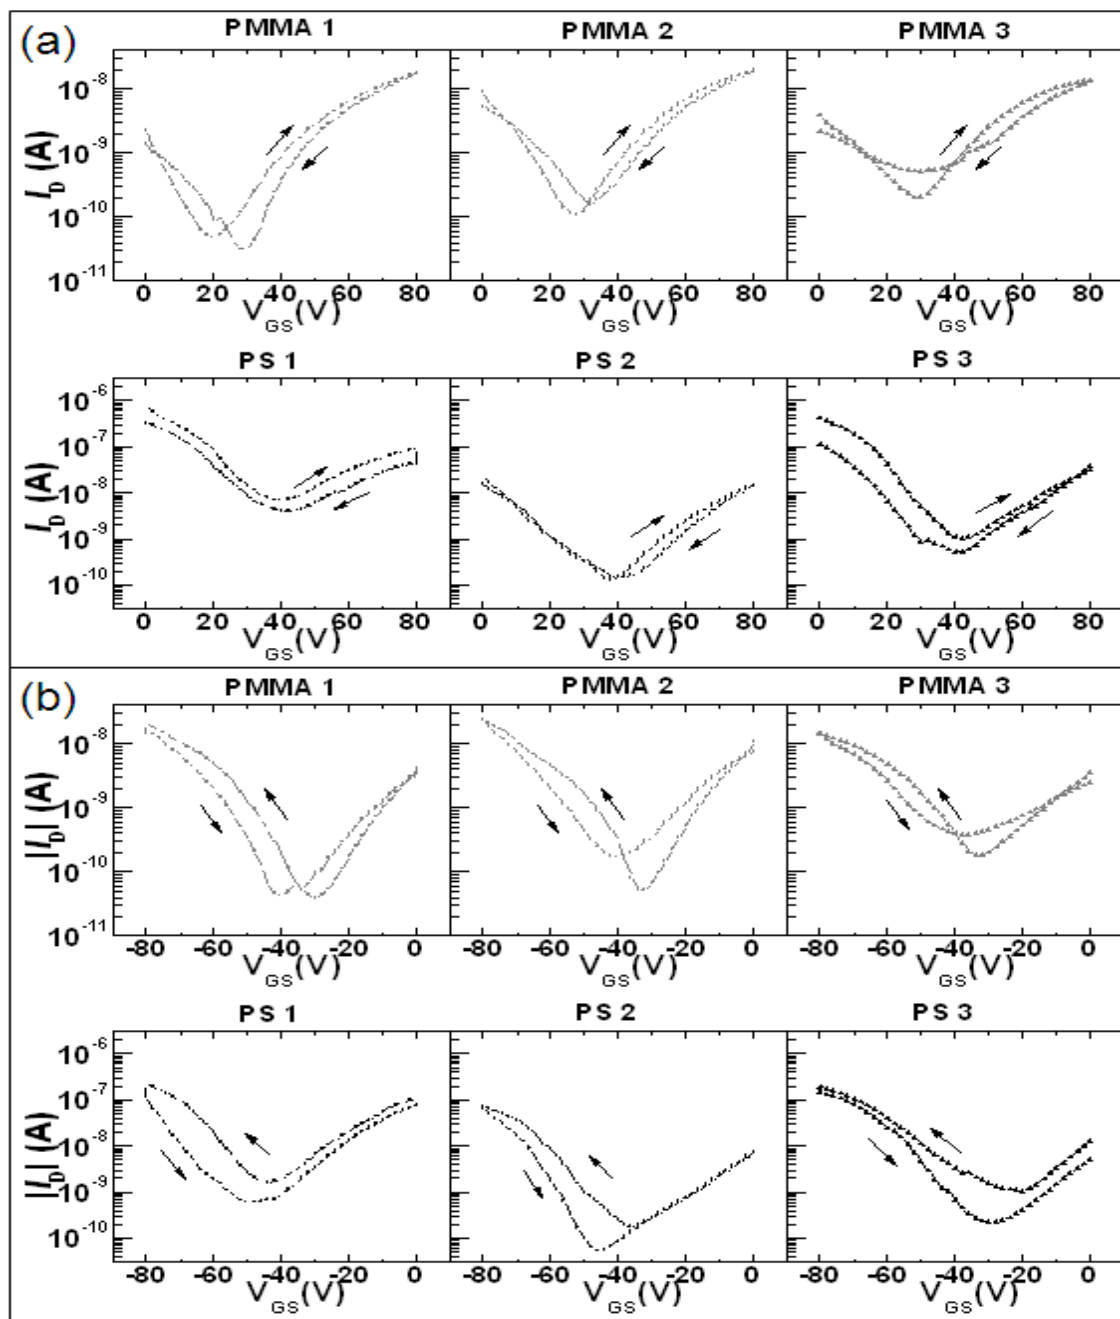 (a)
PMMA 1 PMMA 2 PMMA 3
I_D (A)
10^-8
10^-9
10^-10
10^-11
0 20 40 60 80 0 20 40 60 80 0 20 40 60 80
V_GS(V) V_GS(V) V_GS(V)
PS 1 PS 2 PS 3
I_D (A)
10^-6
10^-7
10^-8
10^-9
10^-10
0 20 40 60 80 0 20 40 60 80 0 20 40 60 80
V_GS(V) V_GS(V) V_GS(V)
(b)
PMMA 1 PMMA 2 PMMA 3
|I_D| (A)
10^-8
10^-9
10^-10
10^-11
-80 -60 -40 -20 0 -80 -60 -40 -20 0 -80 -60 -40 -20 0
V_GS(V) V_GS(V) V_GS(V)
PS 1 PS 2 PS 3
|I_D| (A)
10^-6
10^-7
10^-8
10^-9
10^-10
-80 -60 -40 -20 0 -80 -60 -40 -20 0 -80 -60 -40 -20 0
V_GS(V) V_GS(V) V_GS(V)